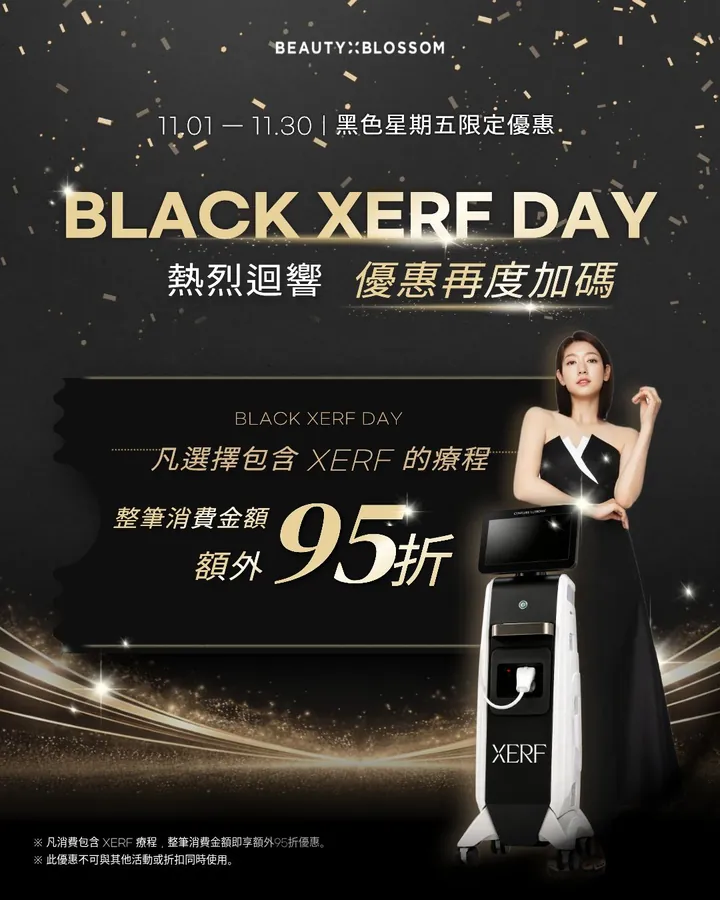 BEAUTY BLOSSOM
11.01 — 11.30 | 黑色星期五限定優惠
BLACK XERF DAY
熱烈迴響 優惠再度加碼
BLACK XERF DAY
凡選擇包含 XERF 的療程
整筆消費金額
額外 95折
XERF
※ 凡消費包含 XERF 療程，整筆消費金額即享額外95折優惠。
※ 此優惠不可與其他活動或折扣同時使用。